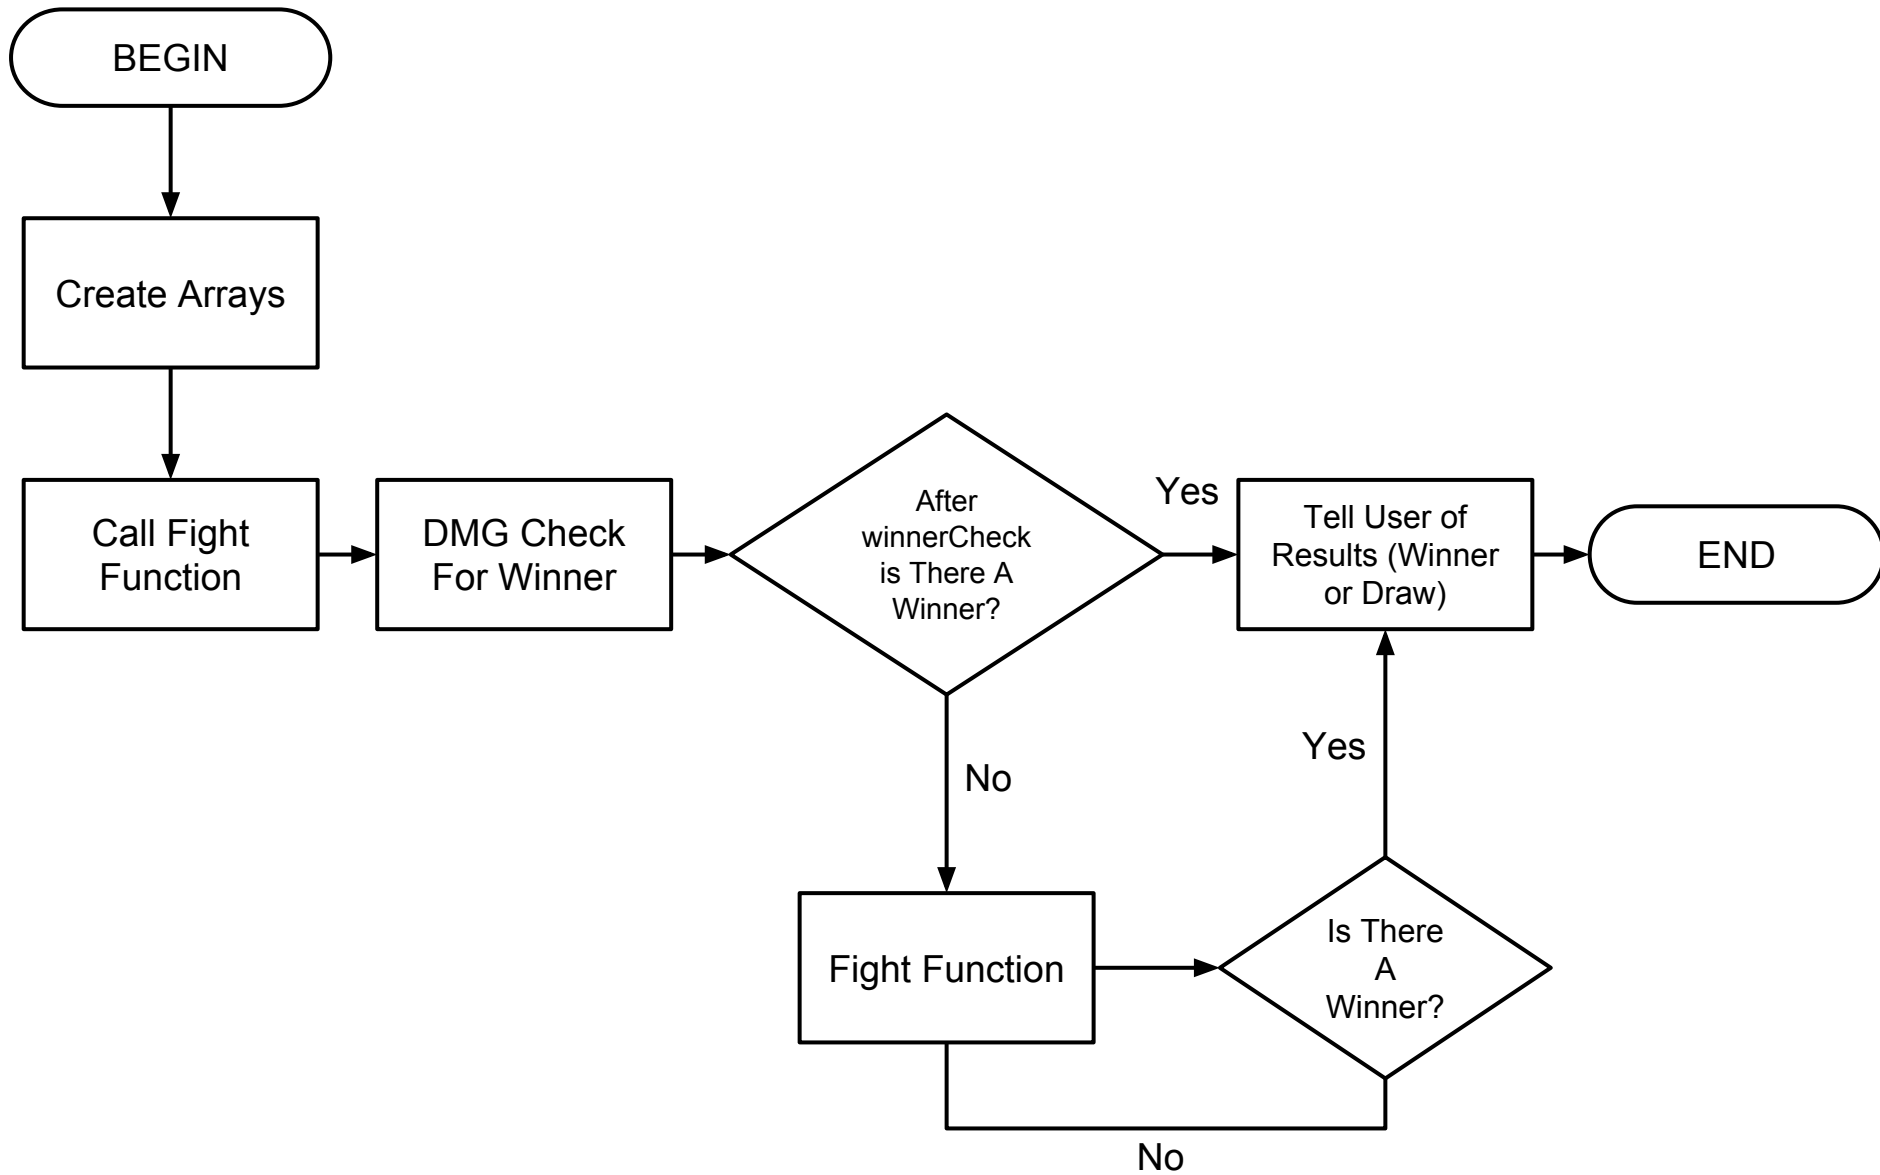 BEGIN
Create Arrays
Call Fight
Function
DMG Check
For Winner
After
winnerCheck
is There A
Winner?
Yes
Tell User of
Results (Winner
or Draw)
END
No
Yes
Fight Function
Is There
A
Winner?
No